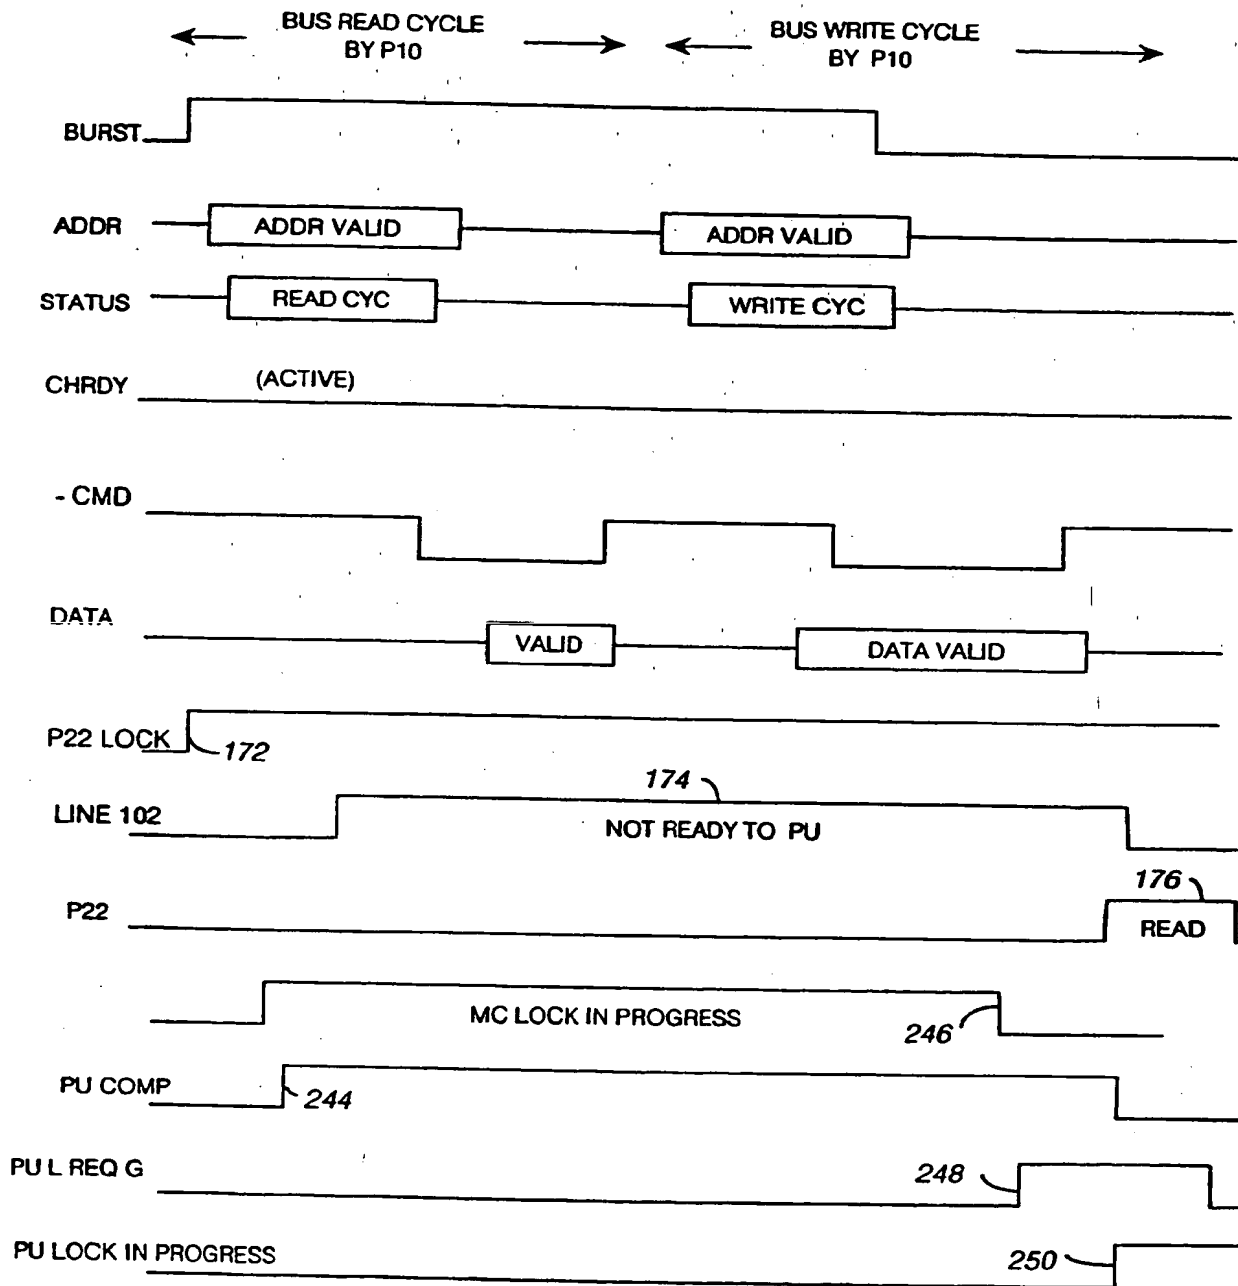 BUS READ CYCLE
BY P10
BUS WRITE CYCLE
BY P10
BURST
ADDR
ADDR VALID
ADDR VALID
STATUS
READ CYC
WRITE CYC
CHRDY
(ACTIVE)
- CMD
DATA
VALID
DATA VALID
P22 LOCK
172
LINE 102
174
NOT READY TO PU
P22
176
READ
MC LOCK IN PROGRESS
246
PU COMP
244
PU L REQ G
248
PU LOCK IN PROGRESS
250